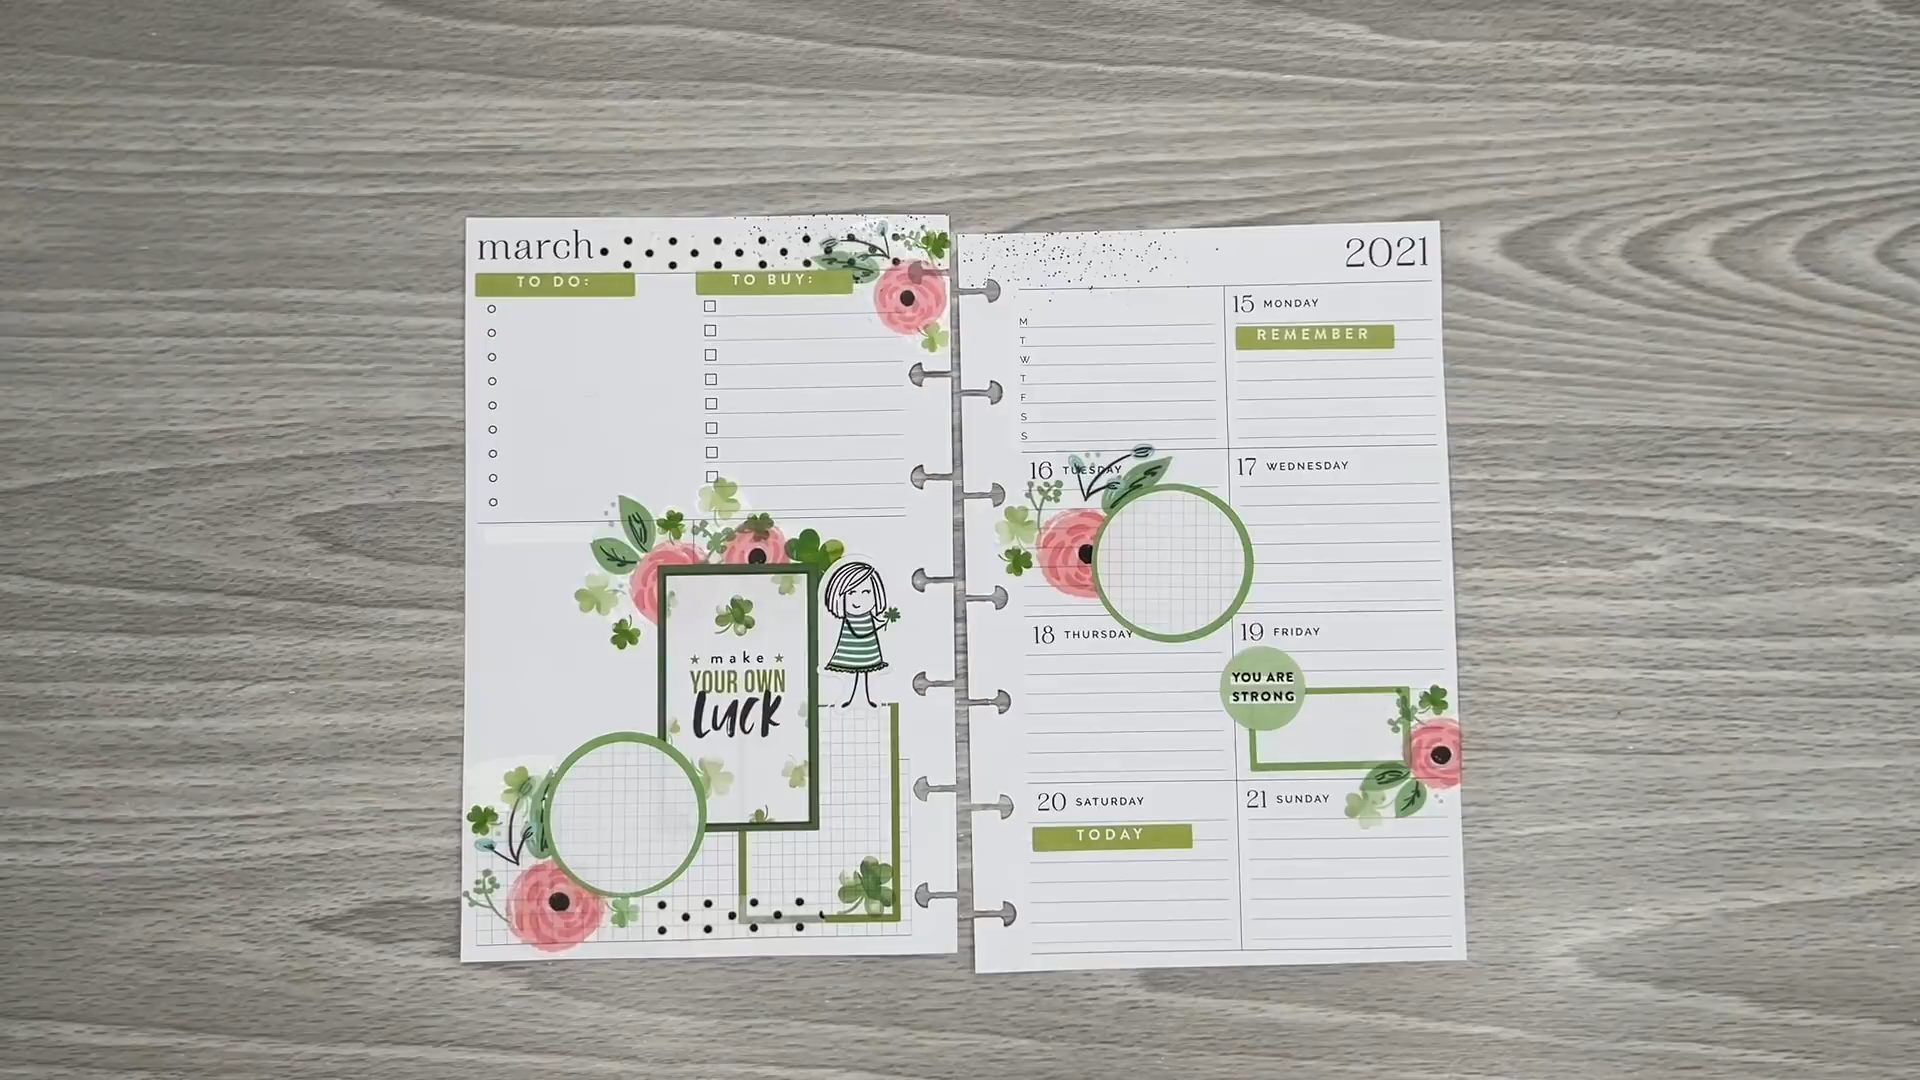 march
TO DO:
TO BUY:
★ make ★
YOUR OWN
Luck
2021
M
T
W
T
F
S
S
15 MONDAY
REMEMBER
16 TUESDAY
17 WEDNESDAY
18 THURSDAY
19 FRIDAY
YOU ARE
STRONG
20 SATURDAY
TODAY
21 SUNDAY